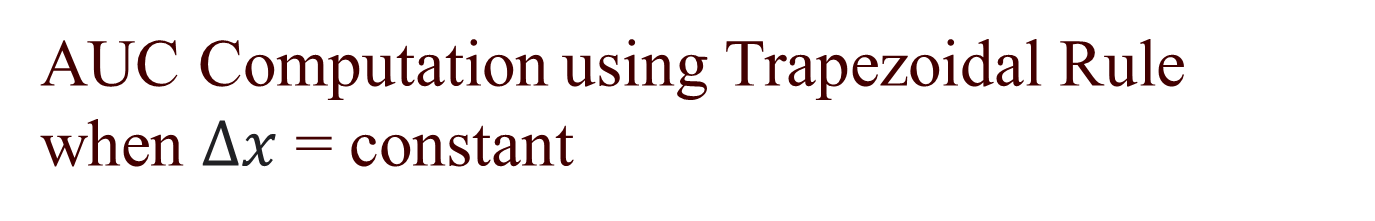 AUC Computation using Trapezoidal Rule
when Δx = constant